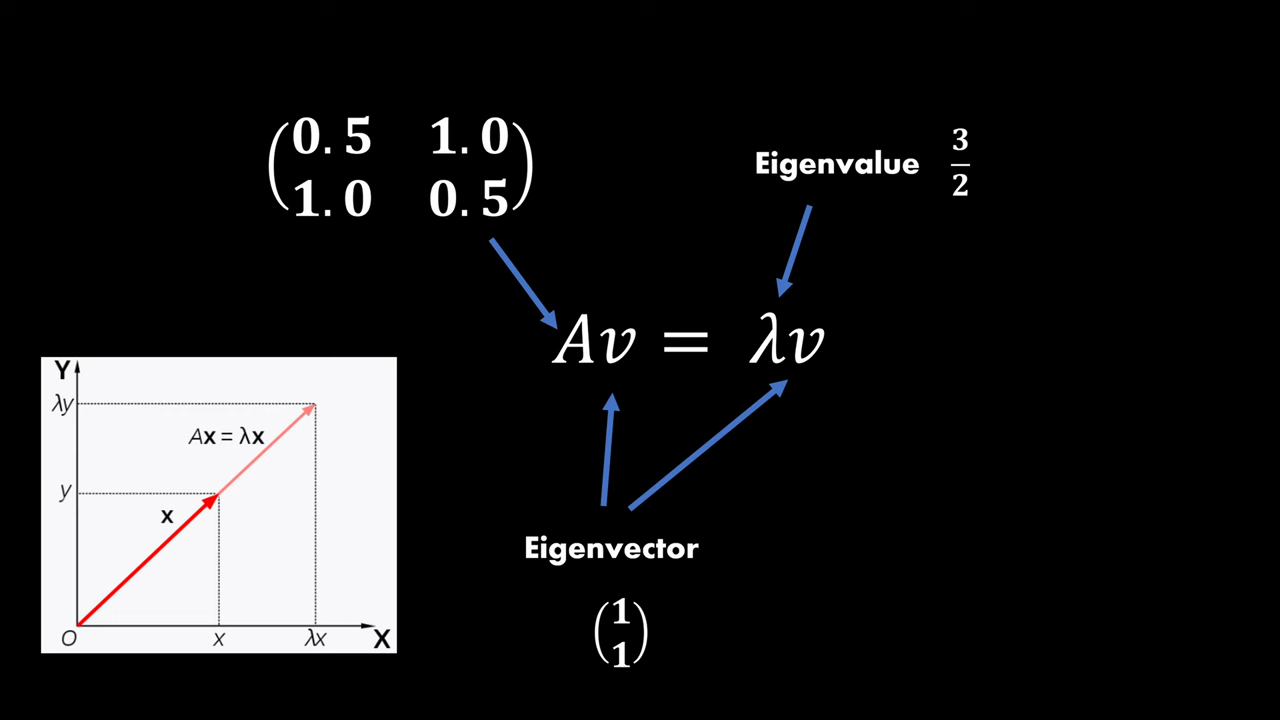 0.5 1.0
1.0 0.5
Eigenvalue 3/2
Av = λv
Y
λy
Ax = λx
y
x
O x λx X
Eigenvector
1
1